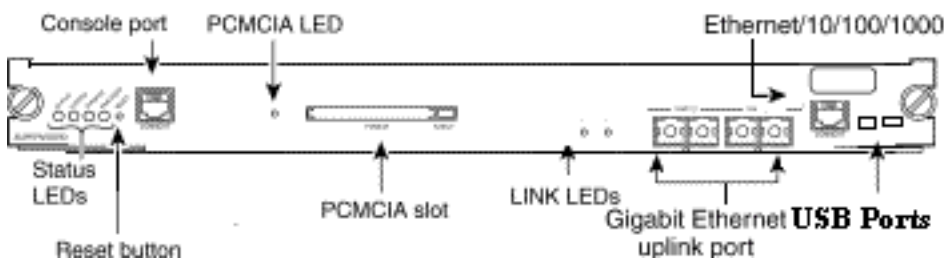 Console port
PCMCIA LED
Ethernet/10/100/1000
Status
LEDs
PCMCIA slot
LINK LEDs
Gigabit Ethernet
uplink port
USB Ports
Reset button